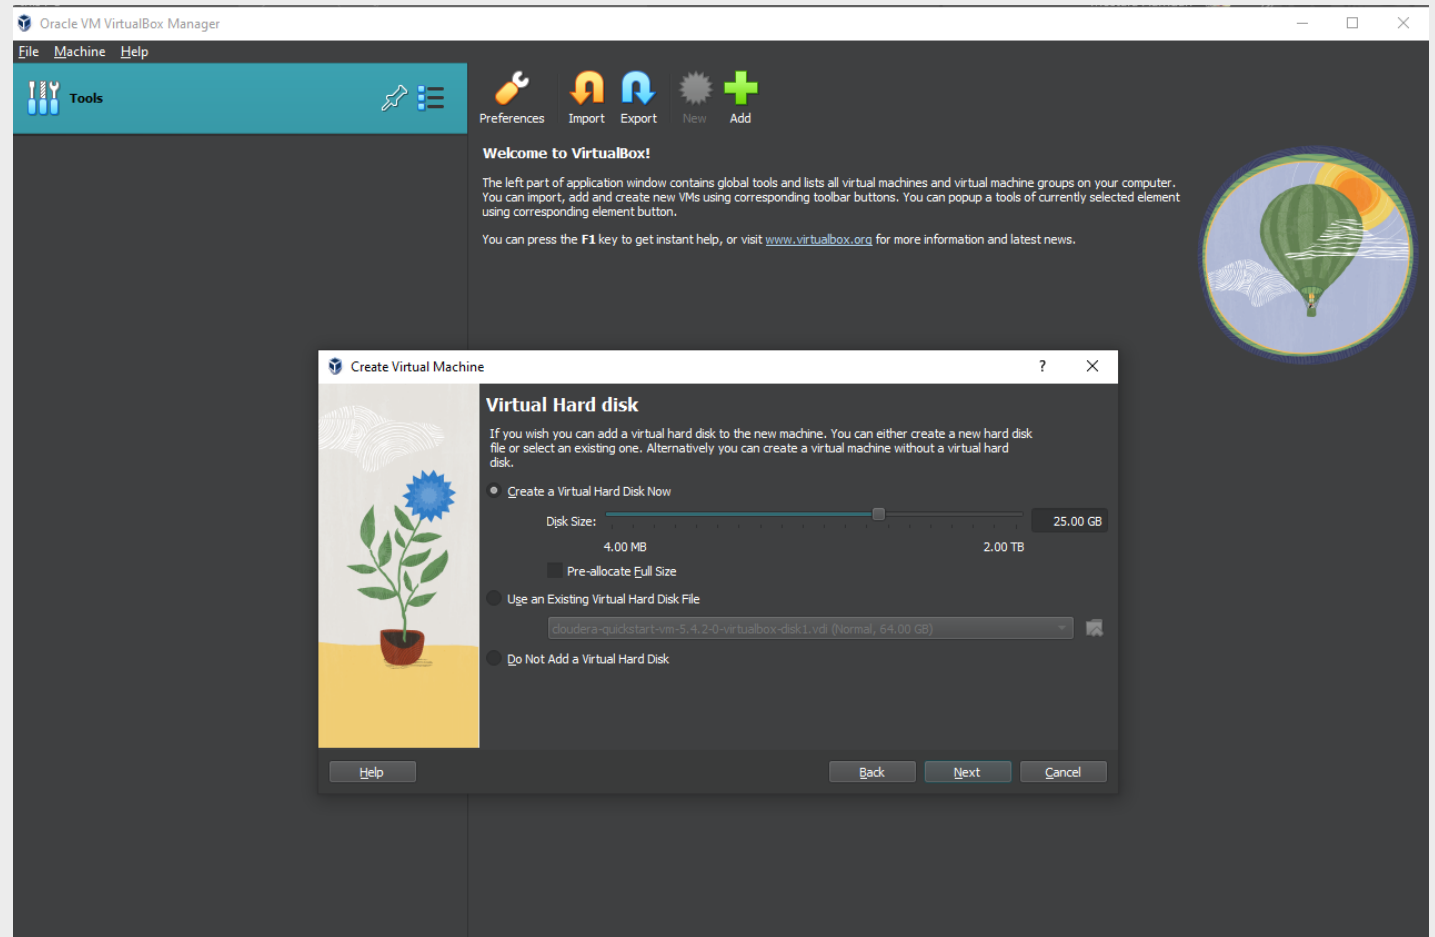 Oracle VM VirtualBox Manager
File Machine Help
Tools
Preferences Import Export New Add
Welcome to VirtualBox!
The left part of application window contains global tools and lists all virtual machines and virtual machine groups on your computer.
You can import, add and create new VMs using corresponding toolbar buttons. You can popup a tools of currently selected element
using corresponding element button.
You can press the F1 key to get instant help, or visit www.virtualbox.org for more information and latest news.
Create Virtual Machine ?
Virtual Hard disk
If you wish you can add a virtual hard disk to the new machine. You can either create a new hard disk
file or select an existing one. Alternatively you can create a virtual machine without a virtual hard
disk.
Create a Virtual Hard Disk Now
Disk Size: 25.00 GB
4.00 MB 2.00 TB
Pre-allocate Full Size
Use an Existing Virtual Hard Disk File
cloudera-quickstart-vm-5.4.2-0-virtualbox-disk1.vdi (Normal, 64.00 GB)
Do Not Add a Virtual Hard Disk
Help Back Next Cancel